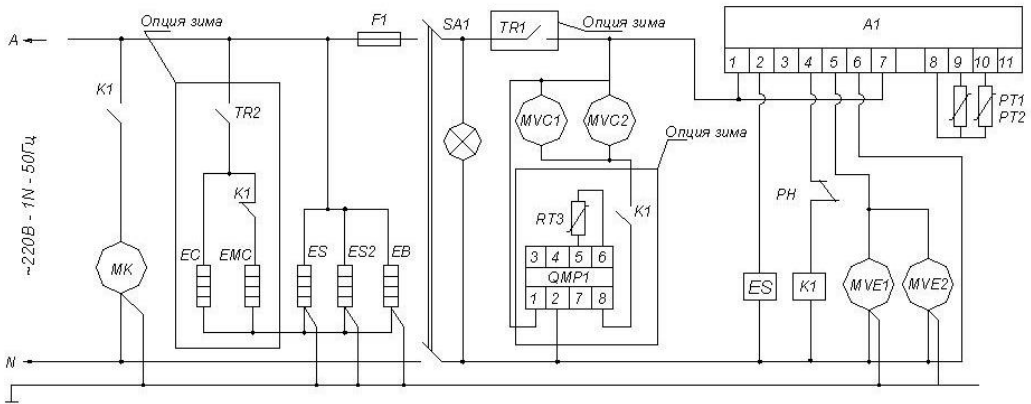 Опция зима
F1
SA1
TR1
Опция зима
A1
A
1 2 3 4 5 6 7 8 9 10 11
K1
TR2
MVC1
MVC2
PT1
PT2
Опция зима
~220В - 1N - 50Гц
K1
PH
RT3
K1
MK
EC
EMC
ES
ES2
EB
3 4 5 6
QMP1
1 2 7 8
ES
K1
MVE1
MVE2
N